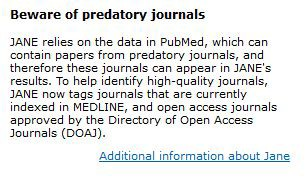 Beware of predatory journals
JANE relies on the data in PubMed, which can
contain papers from predatory journals, and
therefore these journals can appear in JANE's
results. To help identify high-quality journals,
JANE now tags journals that are currently
indexed in MEDLINE, and open access journals
approved by the Directory of Open Access
Journals (DOAJ).
Additional information about Jane